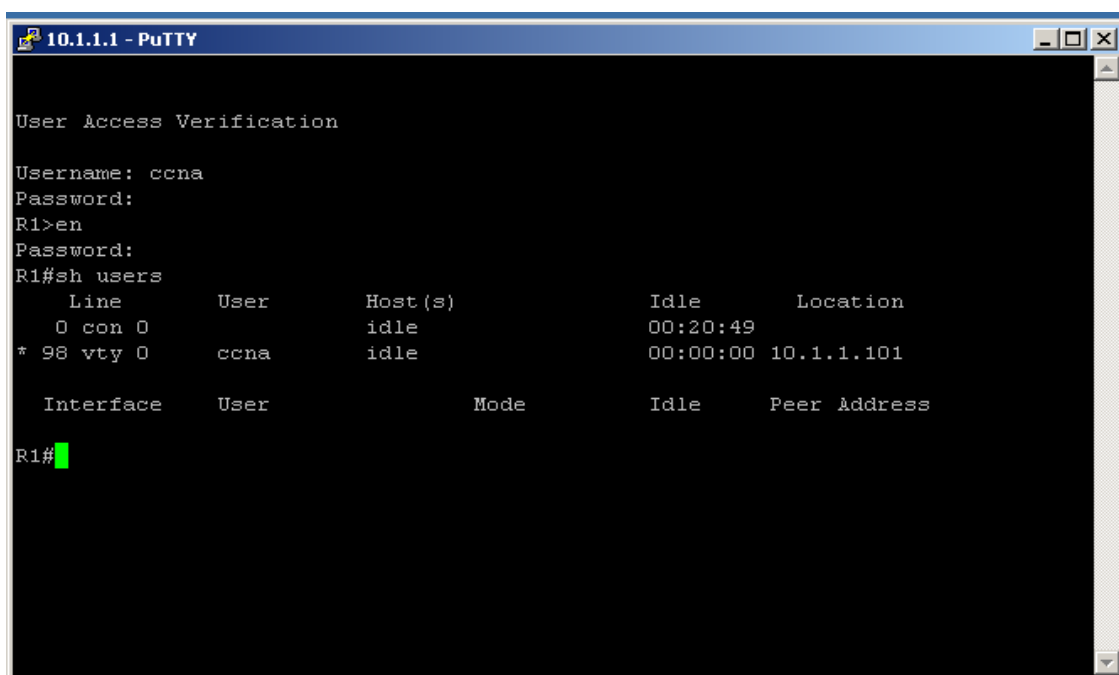 10.1.1.1 - PuTTY
User Access Verification
Username: ccna
Password:
R1>en
Password:
R1#sh users
Line User Host(s) Idle Location
0 con 0 idle 00:20:49
* 98 vty 0 ccna idle 00:00:00 10.1.1.101
Interface User Mode Idle Peer Address
R1#